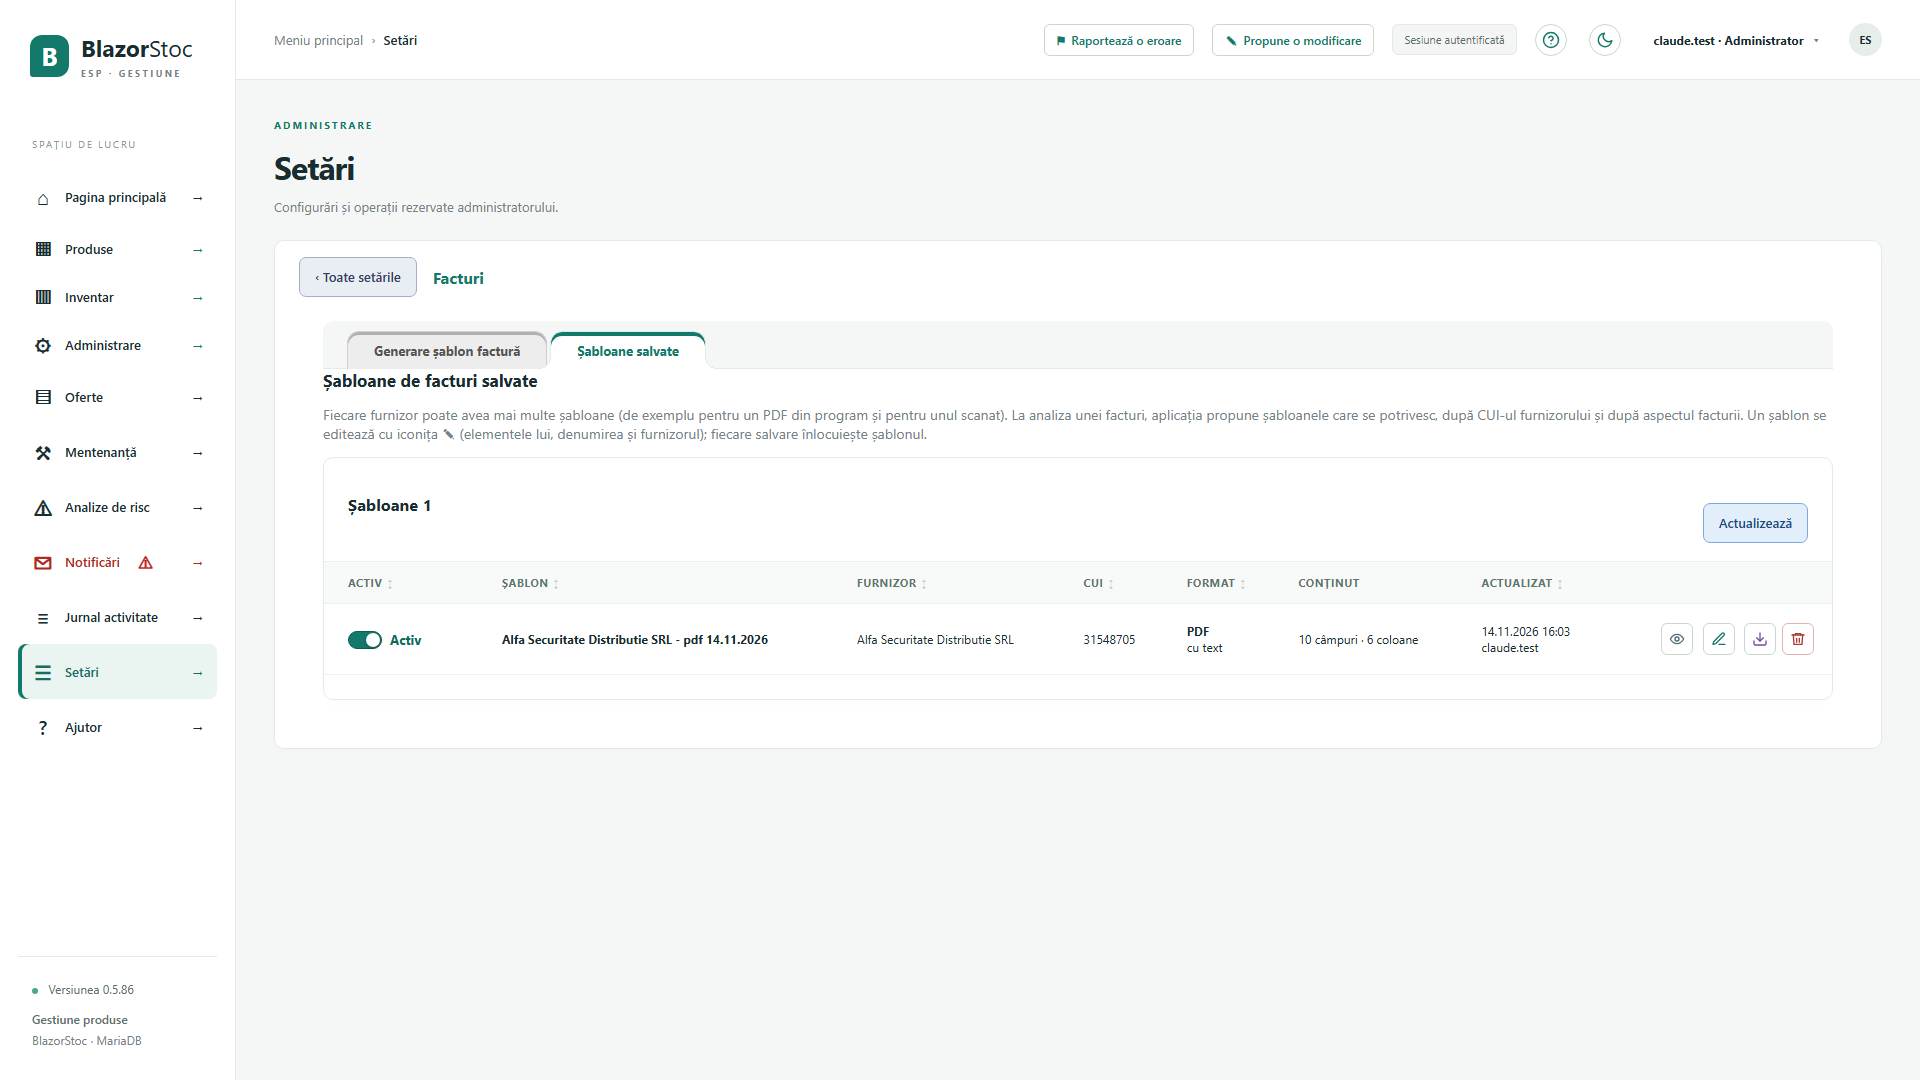 B
BlazorStoc
ESP · GESTIUNE
SPAȚIU DE LUCRU
Pagina principală →
Produse →
Inventar →
Administrare →
Oferte →
Mentenanță →
Analize de risc →
Notificări →
Jurnal activitate →
Setări →
? Ajutor →
Versiunea 0.5.86
Gestiune produse
BlazorStoc · MariaDB
Meniu principal › Setări
Raportează o eroare
Propune o modificare
Sesiune autentificată
claude.test · Administrator
ES
ADMINISTRARE
Setări
Configurări și operații rezervate administratorului.
‹ Toate setările
Facturi
Generare șablon factură
Șabloane salvate
Șabloane de facturi salvate
Fiecare furnizor poate avea mai multe șabloane (de exemplu pentru un PDF din program și pentru unul scanat). La analiza unei facturi, aplicația propune șabloanele care se potrivesc, după CUI-ul furnizorului și după aspectul facturii. Un șablon se
editează cu iconița ✎ (elementele lui, denumirea și furnizorul); fiecare salvare înlocuiește șablonul.
Șabloane 1
Actualizează
ACTIV ȘABLON FURNIZOR CUI FORMAT CONȚINUT ACTUALIZAT
Activ
Alfa Securitate Distributie SRL - pdf 14.11.2026
Alfa Securitate Distributie SRL
31548705
PDF
cu text
10 câmpuri · 6 coloane
14.11.2026 16:03
claude.test